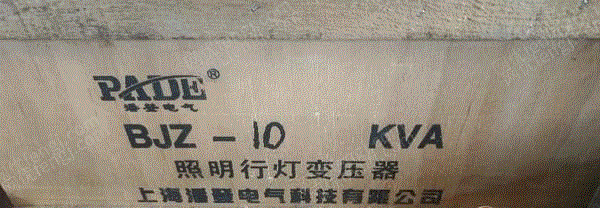 PADE®
潘登电气
BJZ - 10 KVA
照明行灯变压器
上海潘登电气科技有限公司